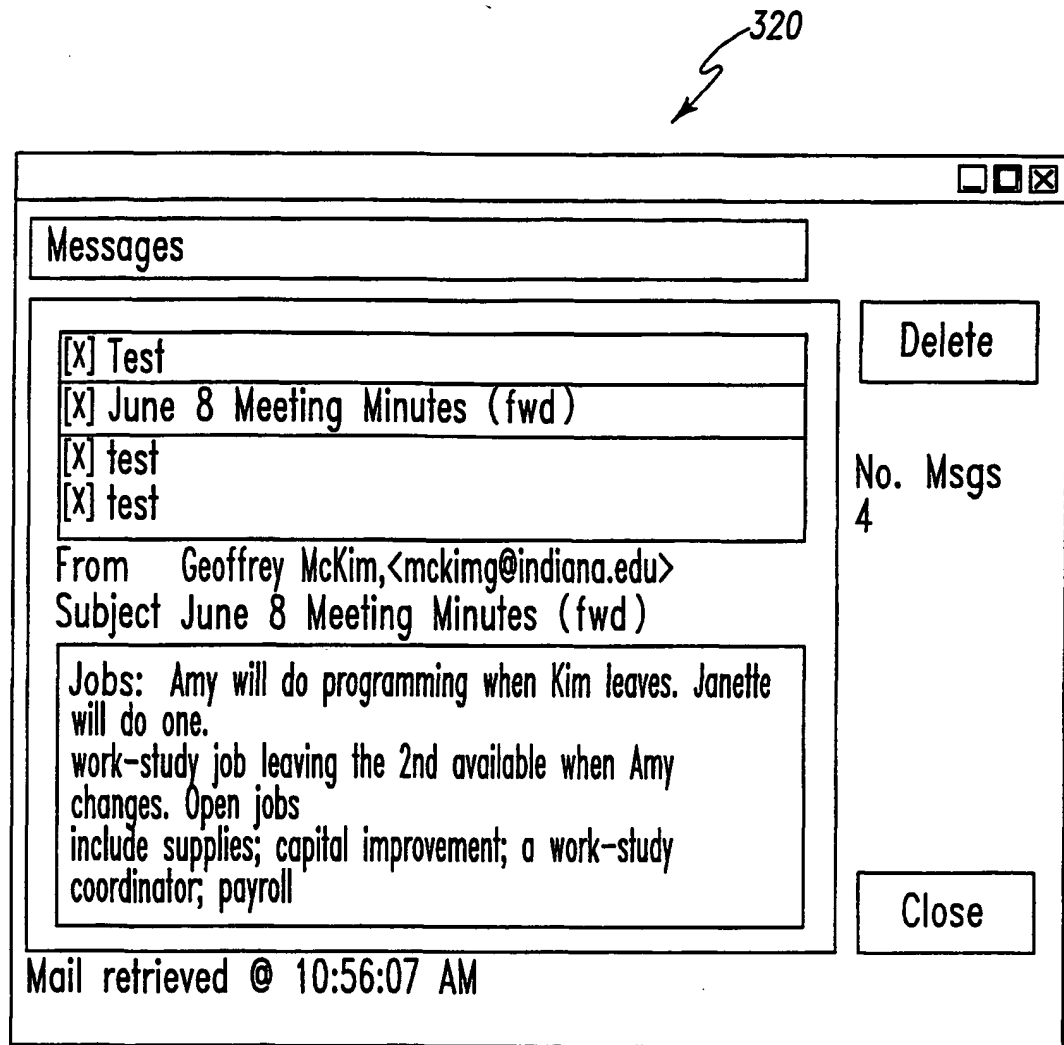 320
Messages
Delete
[X] Test
[X] June 8 Meeting Minutes (fwd)
[X] test
[X] test
No. Msgs
4
From Geoffrey McKim,<mckimg@indiana.edu>
Subject June 8 Meeting Minutes (fwd)
Jobs: Amy will do programming when Kim leaves. Janette
will do one.
work-study job leaving the 2nd available when Amy
changes. Open jobs
include supplies; capital improvement; a work-study
coordinator; payroll
Close
Mail retrieved @ 10:56:07 AM